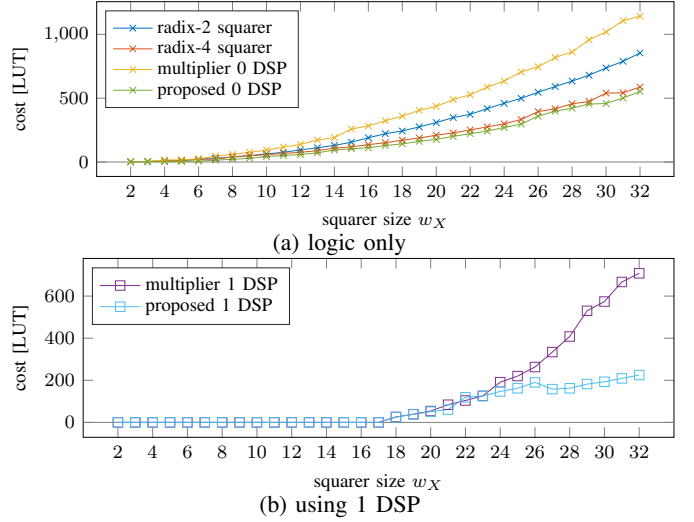 1,000
500
0
cost [LUT]
radix-2 squarer
radix-4 squarer
multiplier 0 DSP
proposed 0 DSP
2 4 6 8 10 12 14 16 18 20 22 24 26 28 30 32
squarer size w_X
(a) logic only
600
400
200
0
cost [LUT]
multiplier 1 DSP
proposed 1 DSP
2 4 6 8 10 12 14 16 18 20 22 24 26 28 30 32
squarer size w_X
(b) using 1 DSP